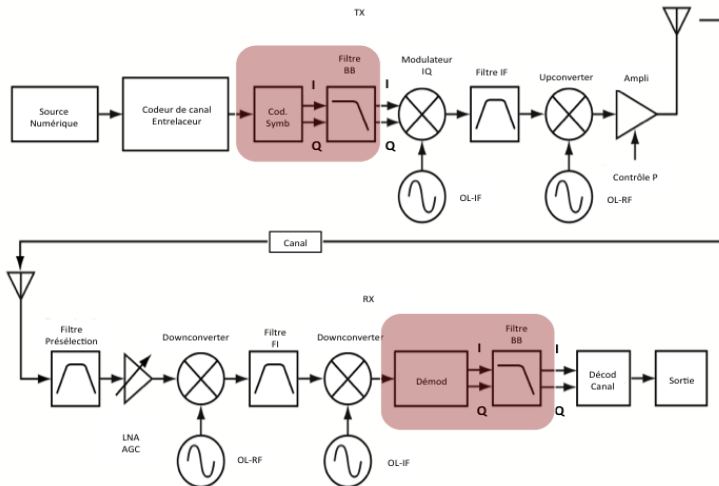 TX
Source
Numérique
Codeur de canal
Entrelaceur
Cod.
Symb
I
Q
Filtre
BB
I
Q
Modulateur
IQ
OL-IF
Filtre IF
Upconverter
OL-RF
Ampli
Contrôle P
Canal
RX
Filtre
Présélection
LNA
AGC
Downconverter
OL-RF
Filtre
FI
Downconverter
OL-IF
Démod
I
Q
Filtre
BB
I
Q
Décod
Canal
Sortie